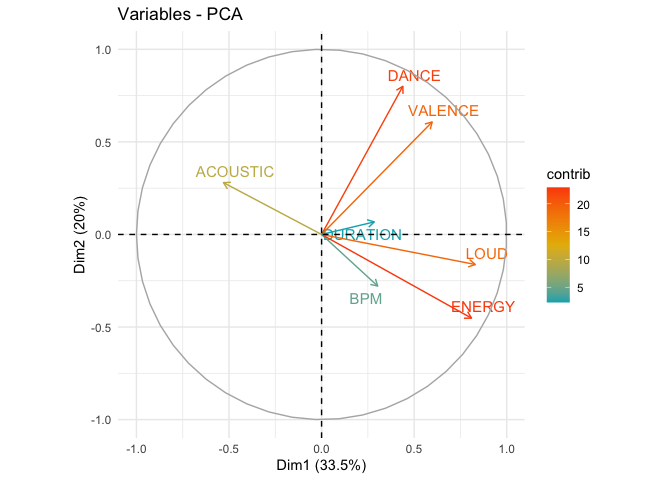 Variables - PCA
1.0
DANCE
VALENCE
0.5
ACOUSTIC
contrib
20
15
10
5
Dim2 (20%)
0.0
DURATION
LOUD
BPM
ENERGY
-0.5
-1.0
-1.0
-0.5
0.0
0.5
1.0
Dim1 (33.5%)